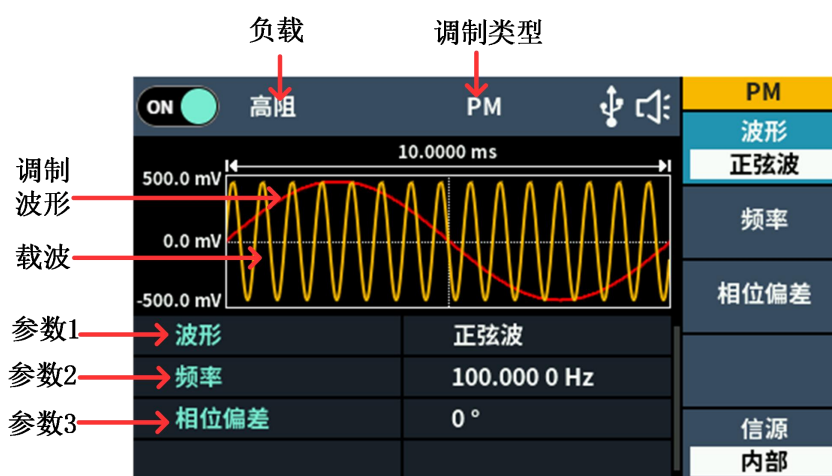 负载
调制类型
ON
高阻
PM
PM
波形
正弦波
频率
相位偏差
信源
内部
10.0000 ms
500.0 mV
0.0 mV
-500.0 mV
调制
波形
载波
参数1
波形
正弦波
参数2
频率
100.000 0 Hz
参数3
相位偏差
0 °